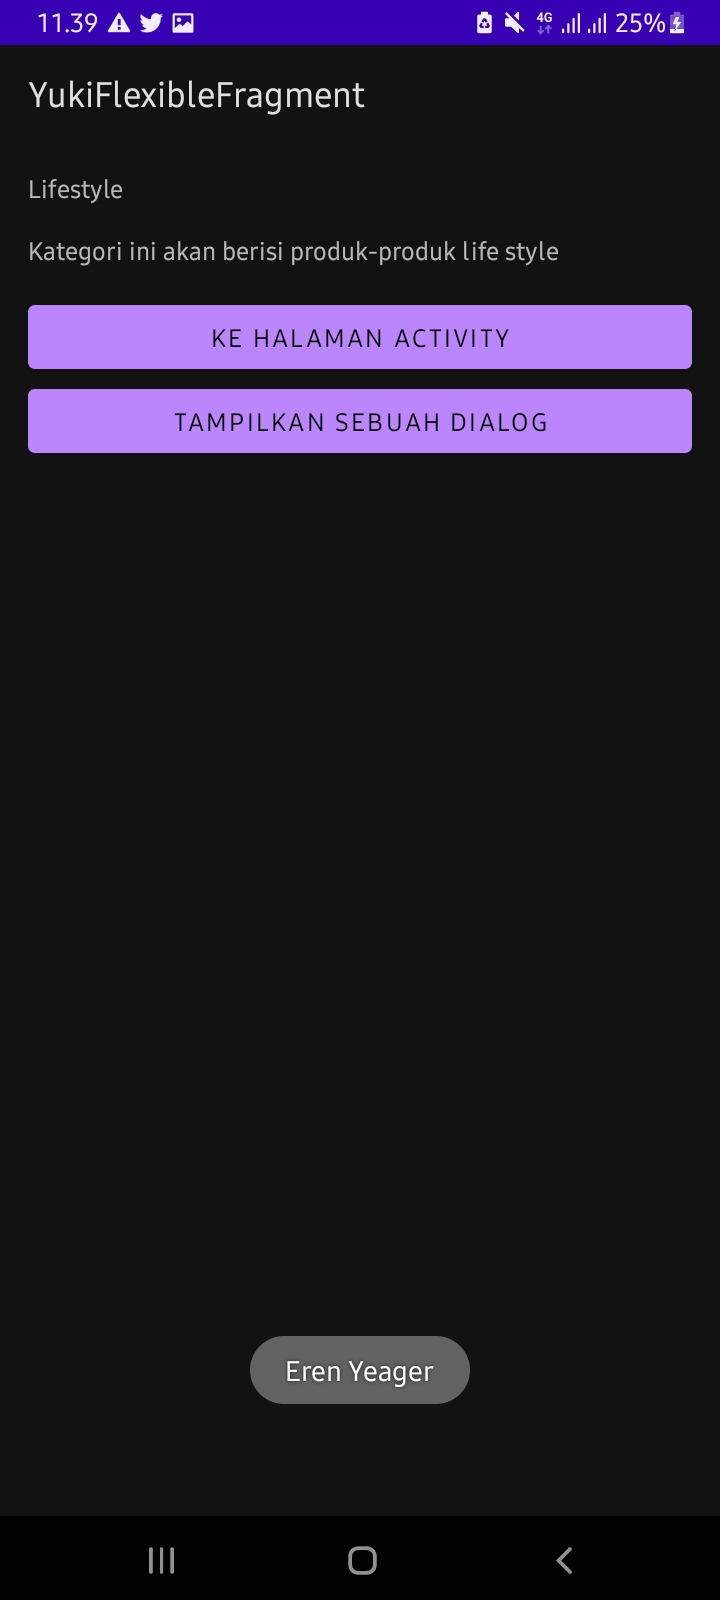 11.39 4G 25%
YukiFlexibleFragment
Lifestyle
Kategori ini akan berisi produk-produk life style
KE HALAMAN ACTIVITY
TAMPILKAN SEBUAH DIALOG
Eren Yeager